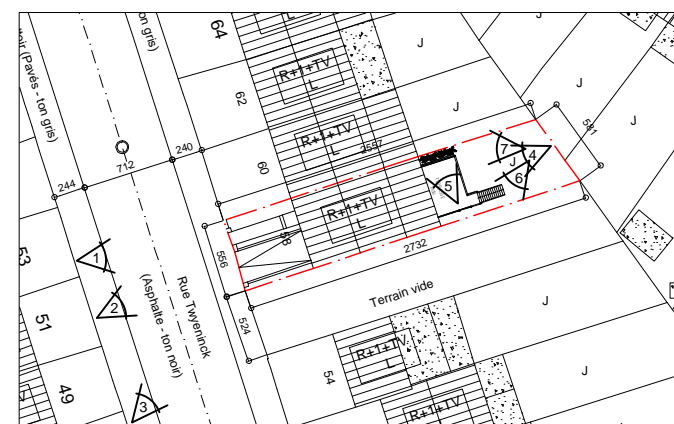 oir (Pavés - ton gris)
on gris)
64
R+1+TV
L
J
J
J
J
62
R+1+TV
L
2557
581
240
712
244
60
7
4
J
6
5
58
R+1+TV
L
2732
556
53
1
Rue Twyeninck
(Asphalte - ton noir)
2
Terrain vide
J
51
524
R+1+TV
L
54
J
49
3
R+1+TV